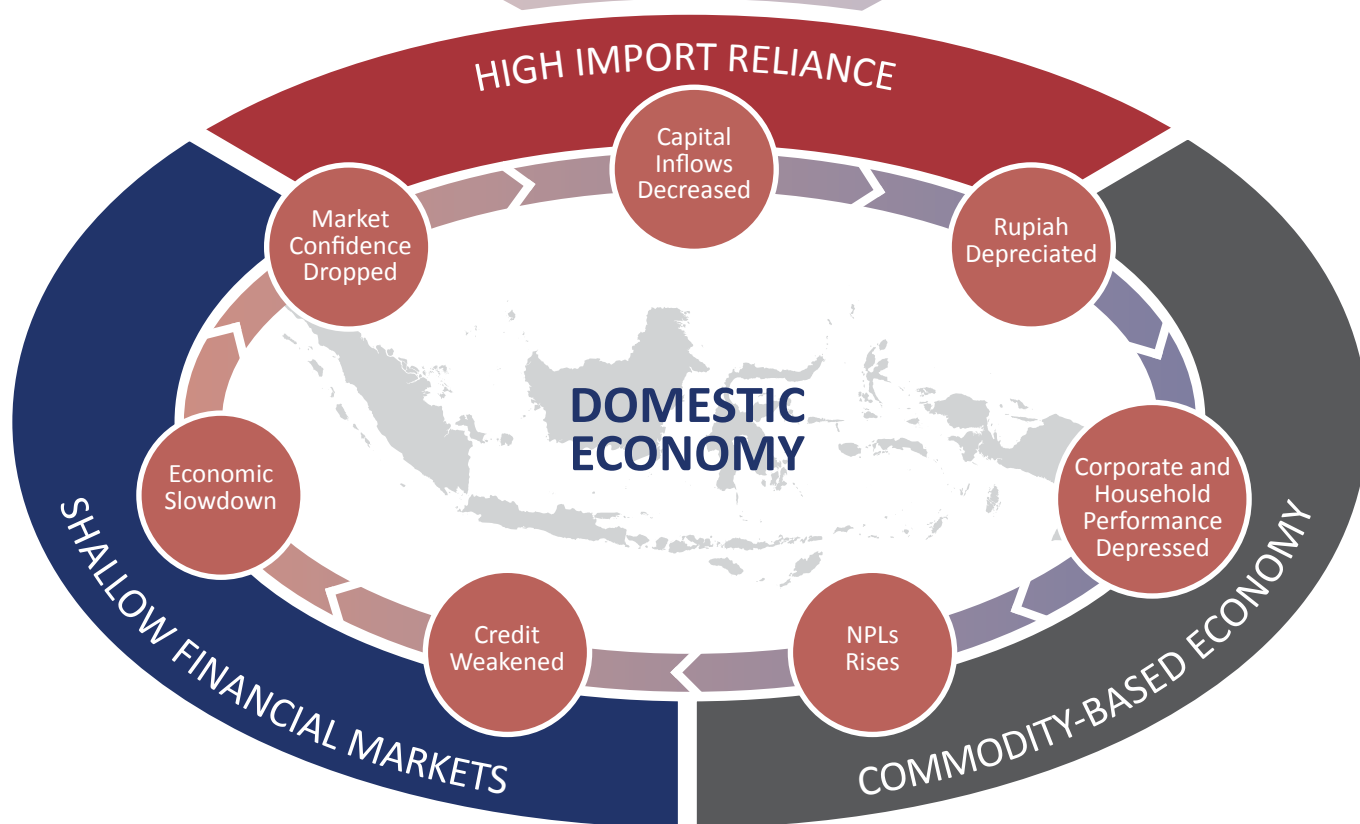 HIGH IMPORT RELIANCE
Capital
Inflows
Decreased
Market
Confidence
Dropped
Rupiah
Depreciated
DOMESTIC
ECONOMY
Economic
Slowdown
Corporate and
Household
Performance
Depressed
Credit
Weakened
NPLs
Rises
SHALLOW FINANCIAL MARKETS
COMMODITY-BASED ECONOMY